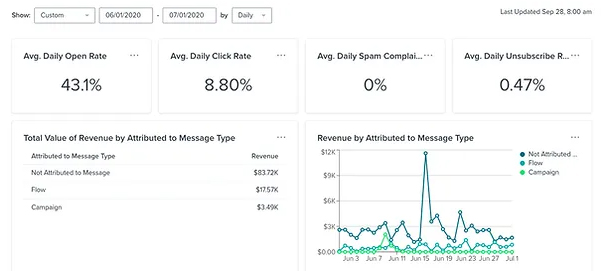 Show: Custom 06/01/2020 - 07/01/2020 by Daily Last Updated Sep 28, 8:00 am
Avg. Daily Open Rate ... Avg. Daily Click Rate ... Avg. Daily Spam Complai... ... Avg. Daily Unsubscribe R... ...
43.1% 8.80% 0% 0.47%
Total Value of Revenue by Attributed to Message Type ...
Attributed to Message Type Revenue
Not Attributed to Message $83.72K
Flow $17.57K
Campaign $3.49K
Revenue by Attributed to Message Type ...
$12K
$9K
$6K
$3K
$0.00
Jun 3 Jun 7 Jun 11 Jun 15 Jun 19 Jun 23 Jun 27 Jul 1
Not Attributed ...
Flow
Campaign